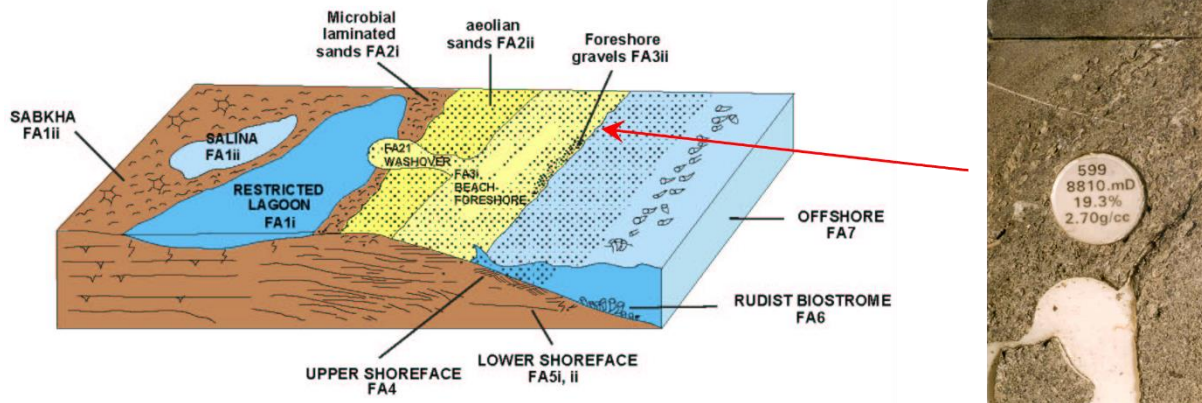 Microbial
laminated
sands FA2i
aeolian
sands FA2ii
Foreshore
gravels FA3ii
SABKHA
FA1ii
SALINA
FA1ii
RESTRICTED
LAGOON
FA1i
FA21
WASHOVER
FA3i
BEACH-
FORESHORE
OFFSHORE
FA7
RUDIST BIOSTROME
FA6
LOWER SHOREFACE
FA5i, ii
UPPER SHOREFACE
FA4
599
8810.mD
19.3%
2.70g/cc